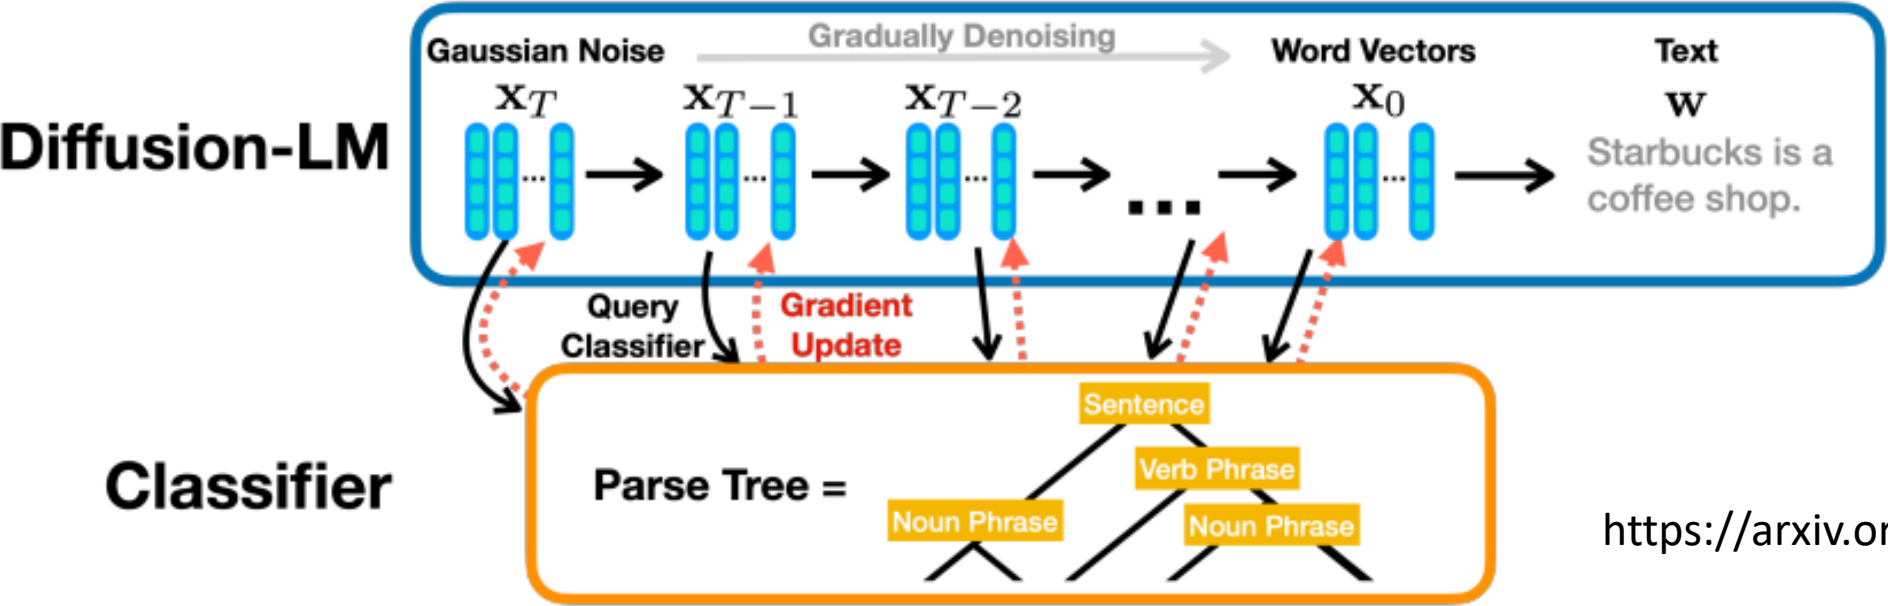 Gradually Denoising
Gaussian Noise
Word Vectors
Text
x_T
x_{T-1}
x_{T-2}
x_0
w
Diffusion-LM
...
...
...
...
...
Starbucks is a
coffee shop.
Query
Classifier
Gradient
Update
Classifier
Parse Tree =
Sentence
Verb Phrase
Noun Phrase
Noun Phrase
https://arxiv.or